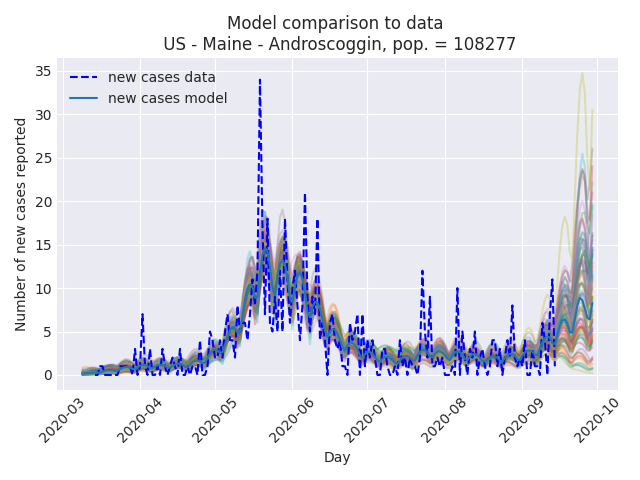 Model comparison to data
US - Maine - Androscoggin, pop. = 108277
new cases data
new cases model
Number of new cases reported
35
30
25
20
15
10
5
0
2020-03
2020-04
2020-05
2020-06
2020-07
2020-08
2020-09
2020-10
Day